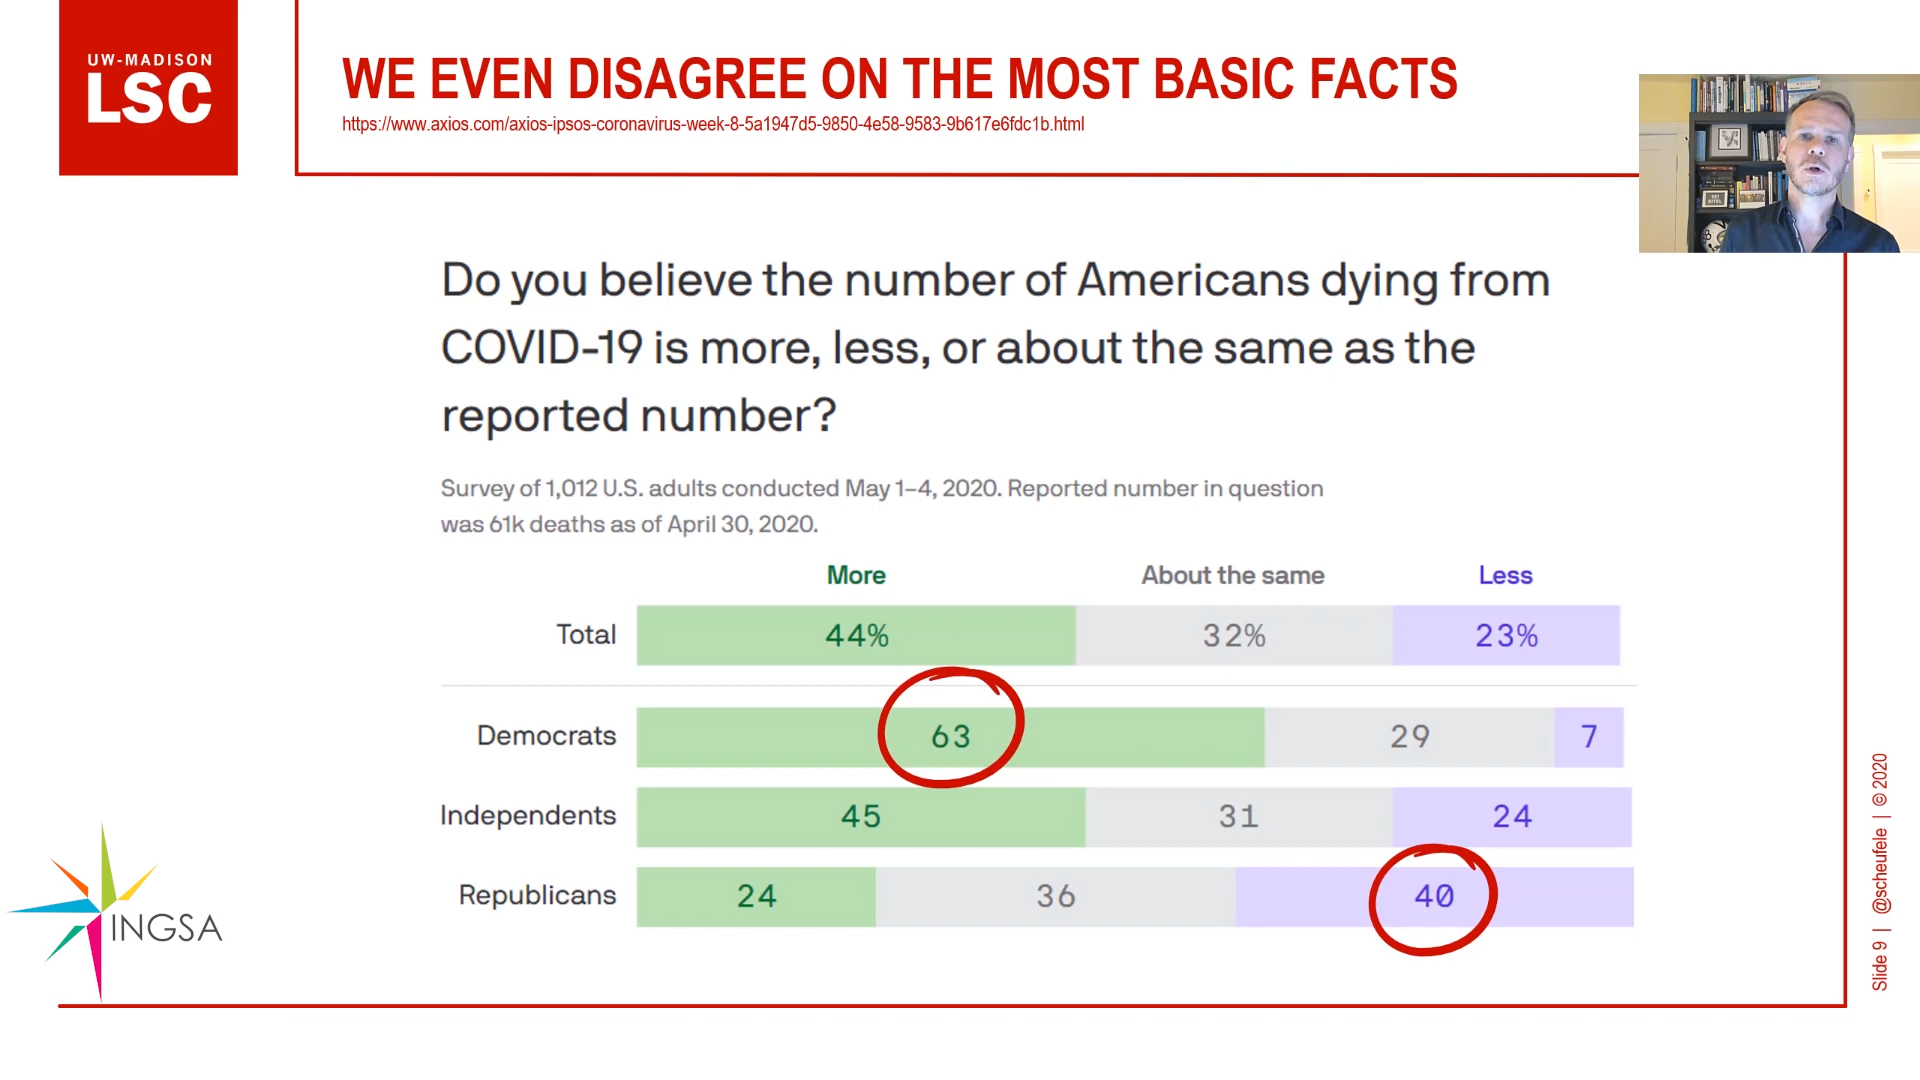 UW-MADISON
LSC
WE EVEN DISAGREE ON THE MOST BASIC FACTS
https://www.axios.com/axios-ipsos-coronavirus-week-8-5a1947d5-9850-4e58-9583-9b617e6fdc1b.html
Do you believe the number of Americans dying from
COVID-19 is more, less, or about the same as the
reported number?
Survey of 1,012 U.S. adults conducted May 1–4, 2020. Reported number in question
was 61k deaths as of April 30, 2020.
More About the same Less
Total 44% 32% 23%
Democrats 63 29 7
Independents 45 31 24
Republicans 24 36 40
INGSA
Slide 9 | @scheufele | © 2020